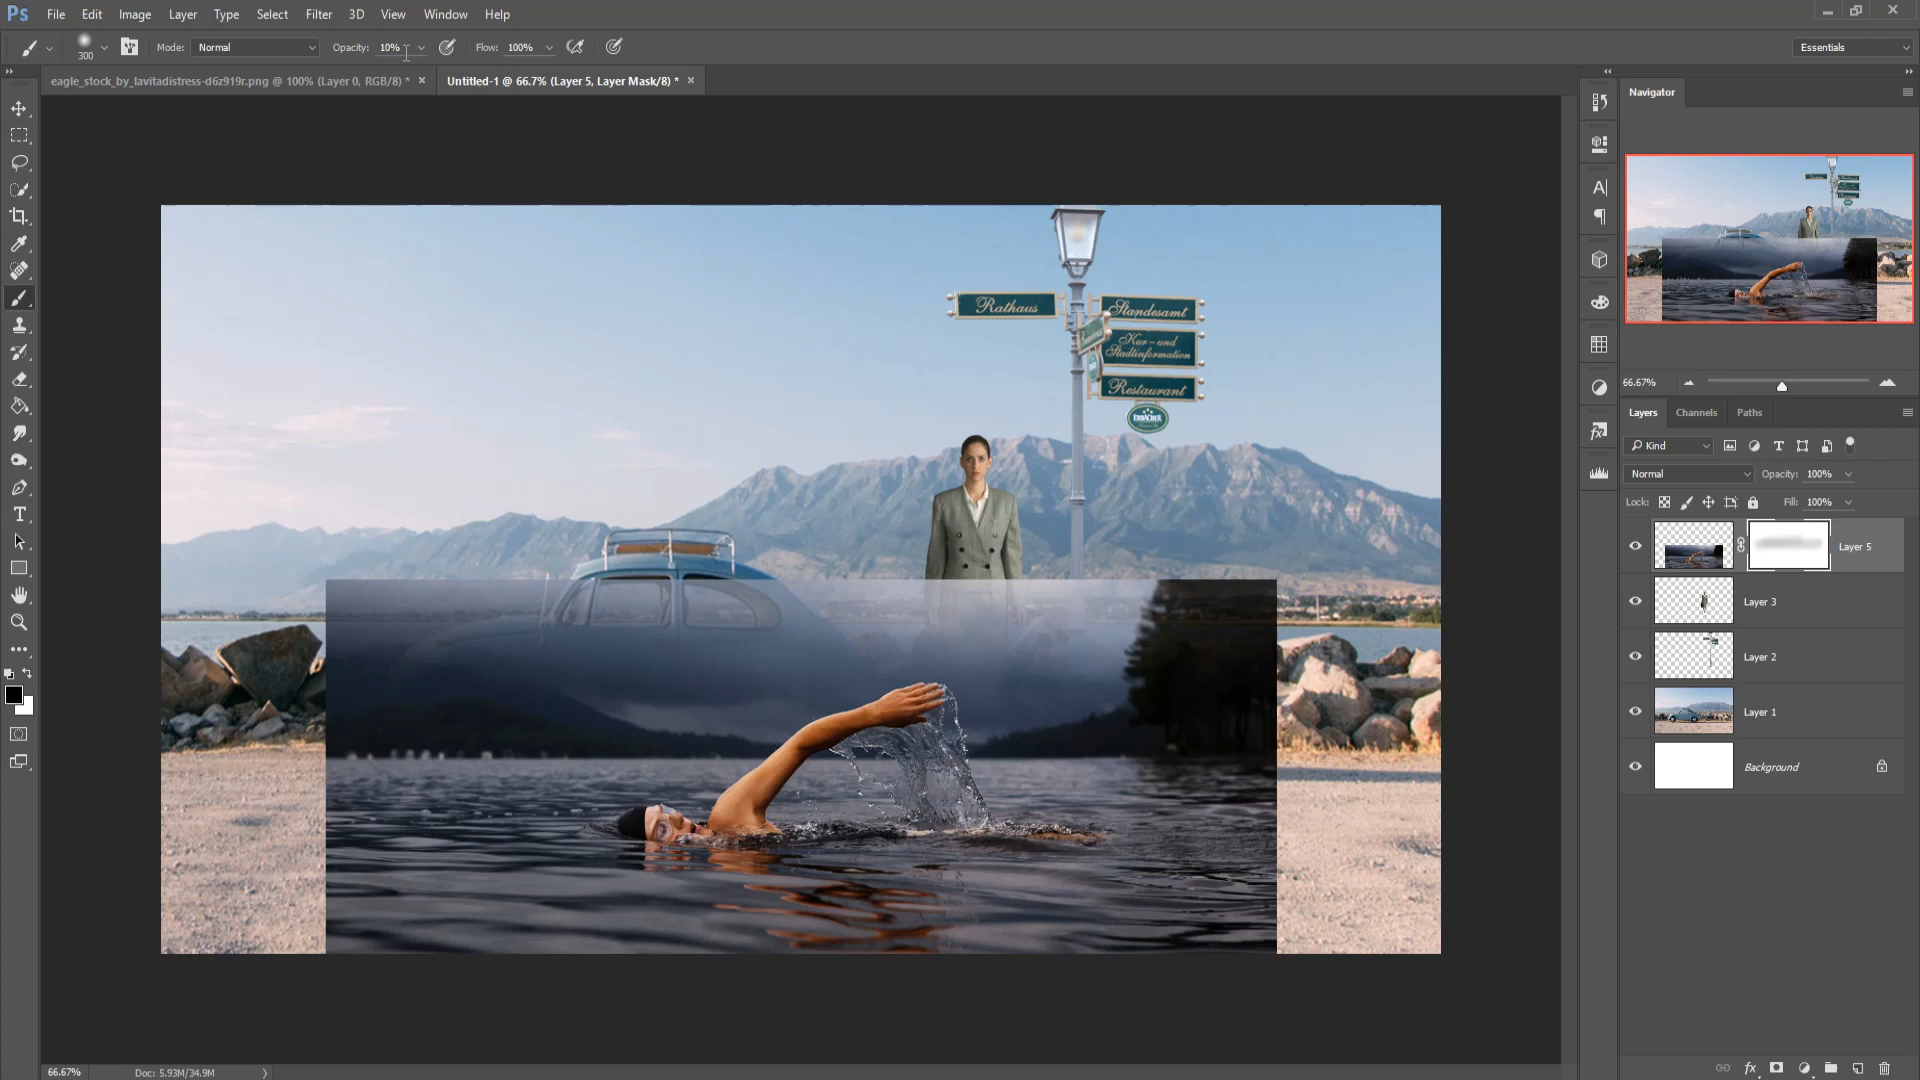 Ps File Edit Image Layer Type Select Filter 3D View Window Help
300 Mode: Normal Opacity: 10% Flow: 100% Essentials
eagle_stock_by_lavitadistress-d6z919r.png @ 100% (Layer 0, RGB/8) * × Untitled-1 @ 66.7% (Layer 5, Layer Mask/8) * ×
Navigator
Rathaus
Standesamt
Kur-und
Stadtinformation
Restaurant
ERBACHER
66.67%
Layers Channels Paths
Kind
Normal Opacity: 100%
Lock: Fill: 100%
Layer 5
Layer 3
Layer 2
Layer 1
Background
66.67% Doc: 5.93M/34.9M